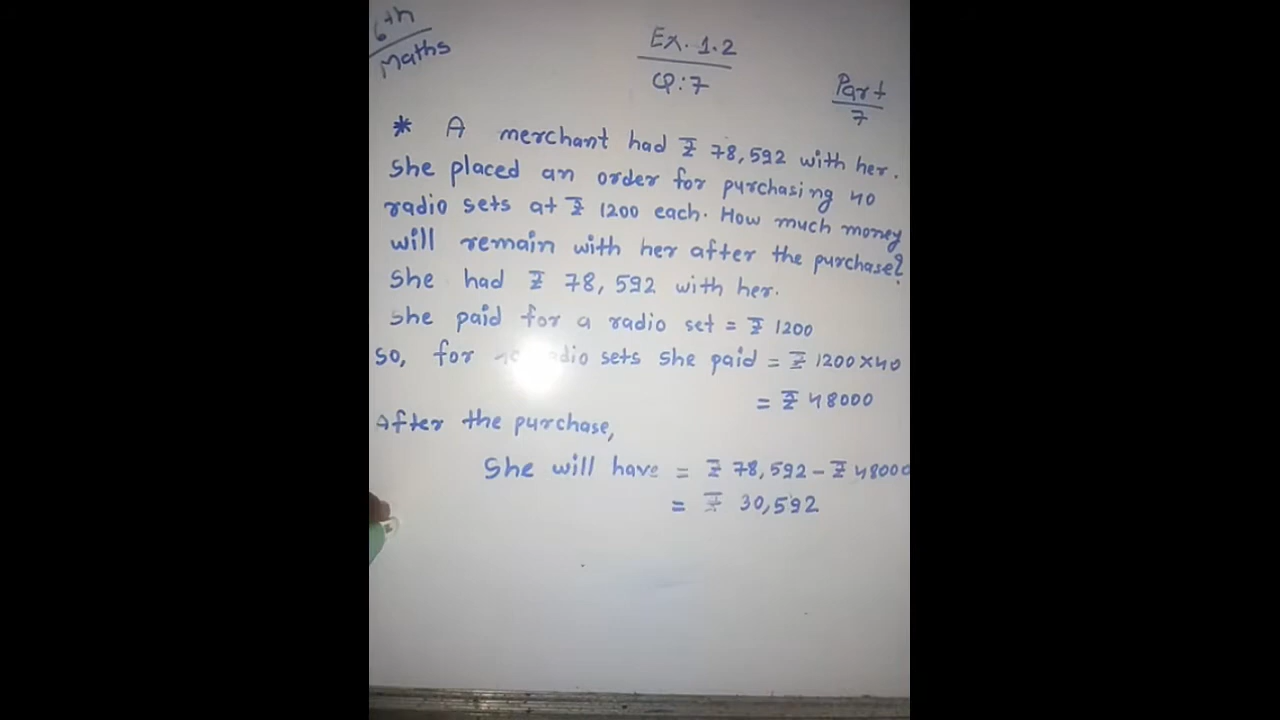 6th
Maths
Ex. 1.2
Q:7
Part
7
* A merchant had ₹ 78,592 with her.
She placed an order for purchasing 40
radio sets at ₹ 1200 each. How much money
will remain with her after the purchase?
She had ₹ 78,592 with her.
She paid for a radio set = ₹ 1200
So, for radio sets she paid = ₹ 1200×40
= ₹ 48000
After the purchase,
She will have = ₹ 78,592 - ₹ 48000
= ₹ 30,592